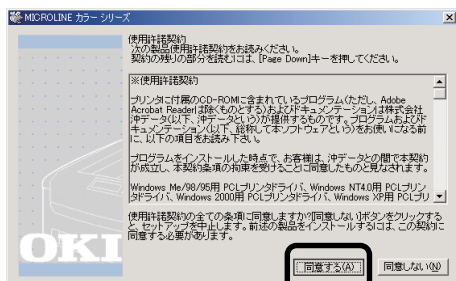 MICROLINE カラー シリーズ
使用許諾契約
次の製品使用許諾契約をお読みください。
契約の残りの部分を読むには、[Page Down]キーを押してください。
※使用許諾契約
プリンタに付属のCD-ROMに含まれているプログラム(ただし、Adobe
Acrobat Readerは除くものとする)およびドキュメンテーションは株式会社
沖データ(以下、沖データという)が提供するものです。プログラムおよびド
キュメンテーション(以下、総称して本ソフトウェアという)をお使いになる前
に、以下の項目をお読み下さい。
プログラムをインストールした時点で、お客様は、沖データとの間で本契約
が成立し、本契約条項の拘束を受けることに同意したものと見なされます。
Windows Me/98/95用 PCLプリンタドライバ、Windows NT4.0用 PCLプリン
タドライバ、Windows 2000用 PCLプリンタドライバ、Windows XP用 PCLプリ
使用許諾契約の全ての条項に同意しますか?[同意しない]ボタンをクリックする
と、セットアップを中止します。前述の製品をインストールするには、この契約に
同意する必要があります。
OKI
同意する(A)
同意しない(N)